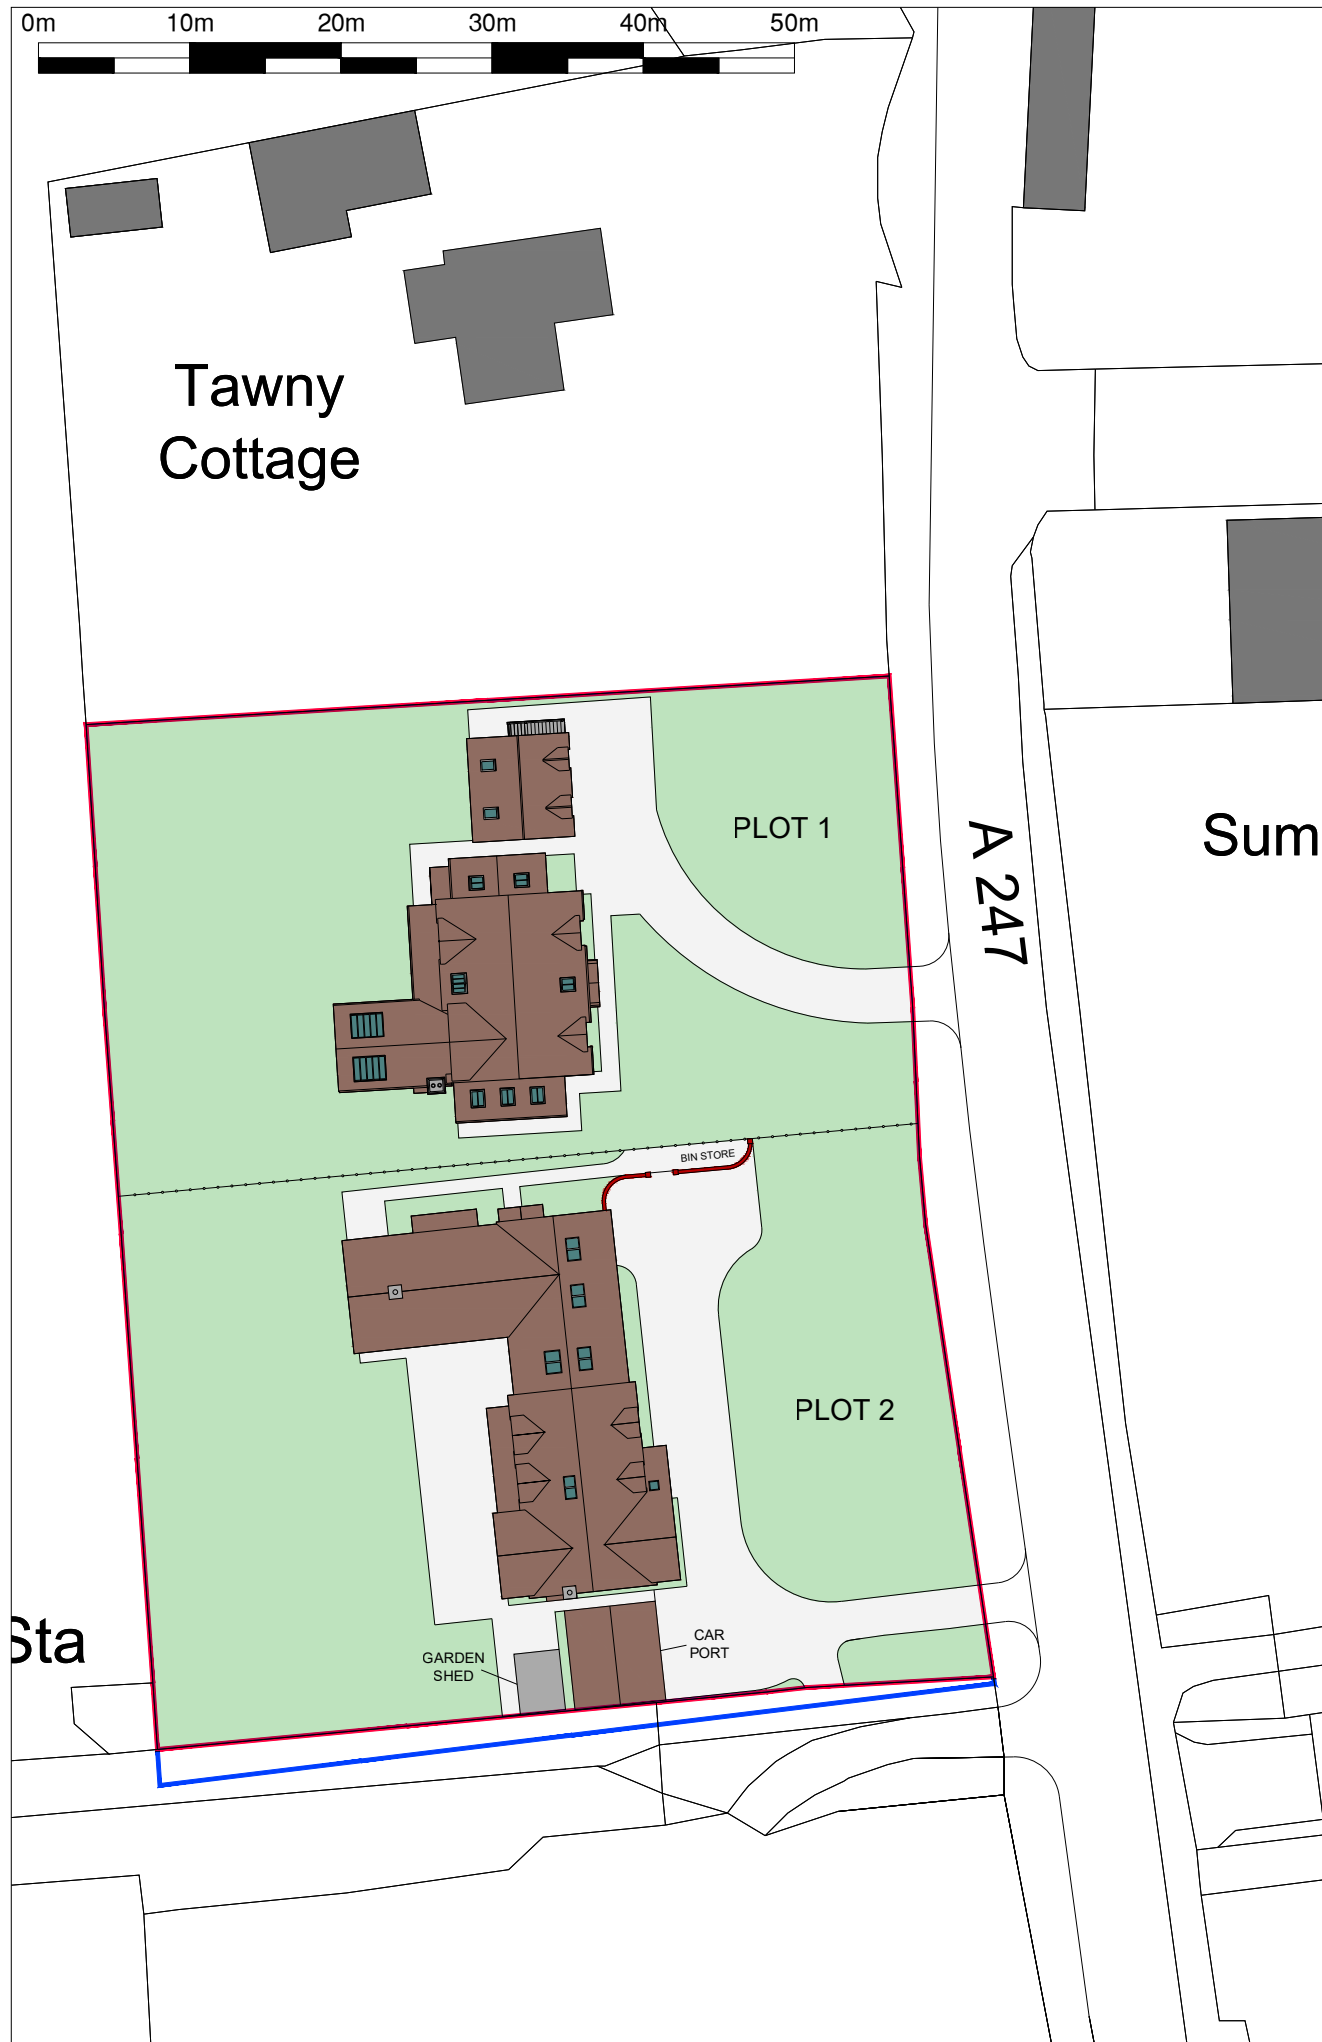 0m 10m 20m 30m 40m 50m
Tawny
Cottage
PLOT 1
A 247
Sum
BIN STORE
PLOT 2
Sta
GARDEN
SHED
CAR
PORT